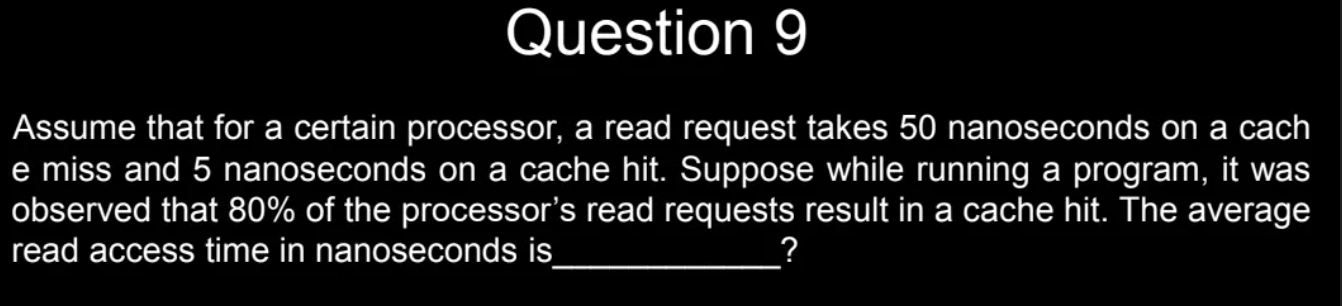 Question 9
Assume that for a certain processor, a read request takes 50 nanoseconds on a cach
e miss and 5 nanoseconds on a cache hit. Suppose while running a program, it was
observed that 80% of the processor’s read requests result in a cache hit. The average
read access time in nanoseconds is____________?